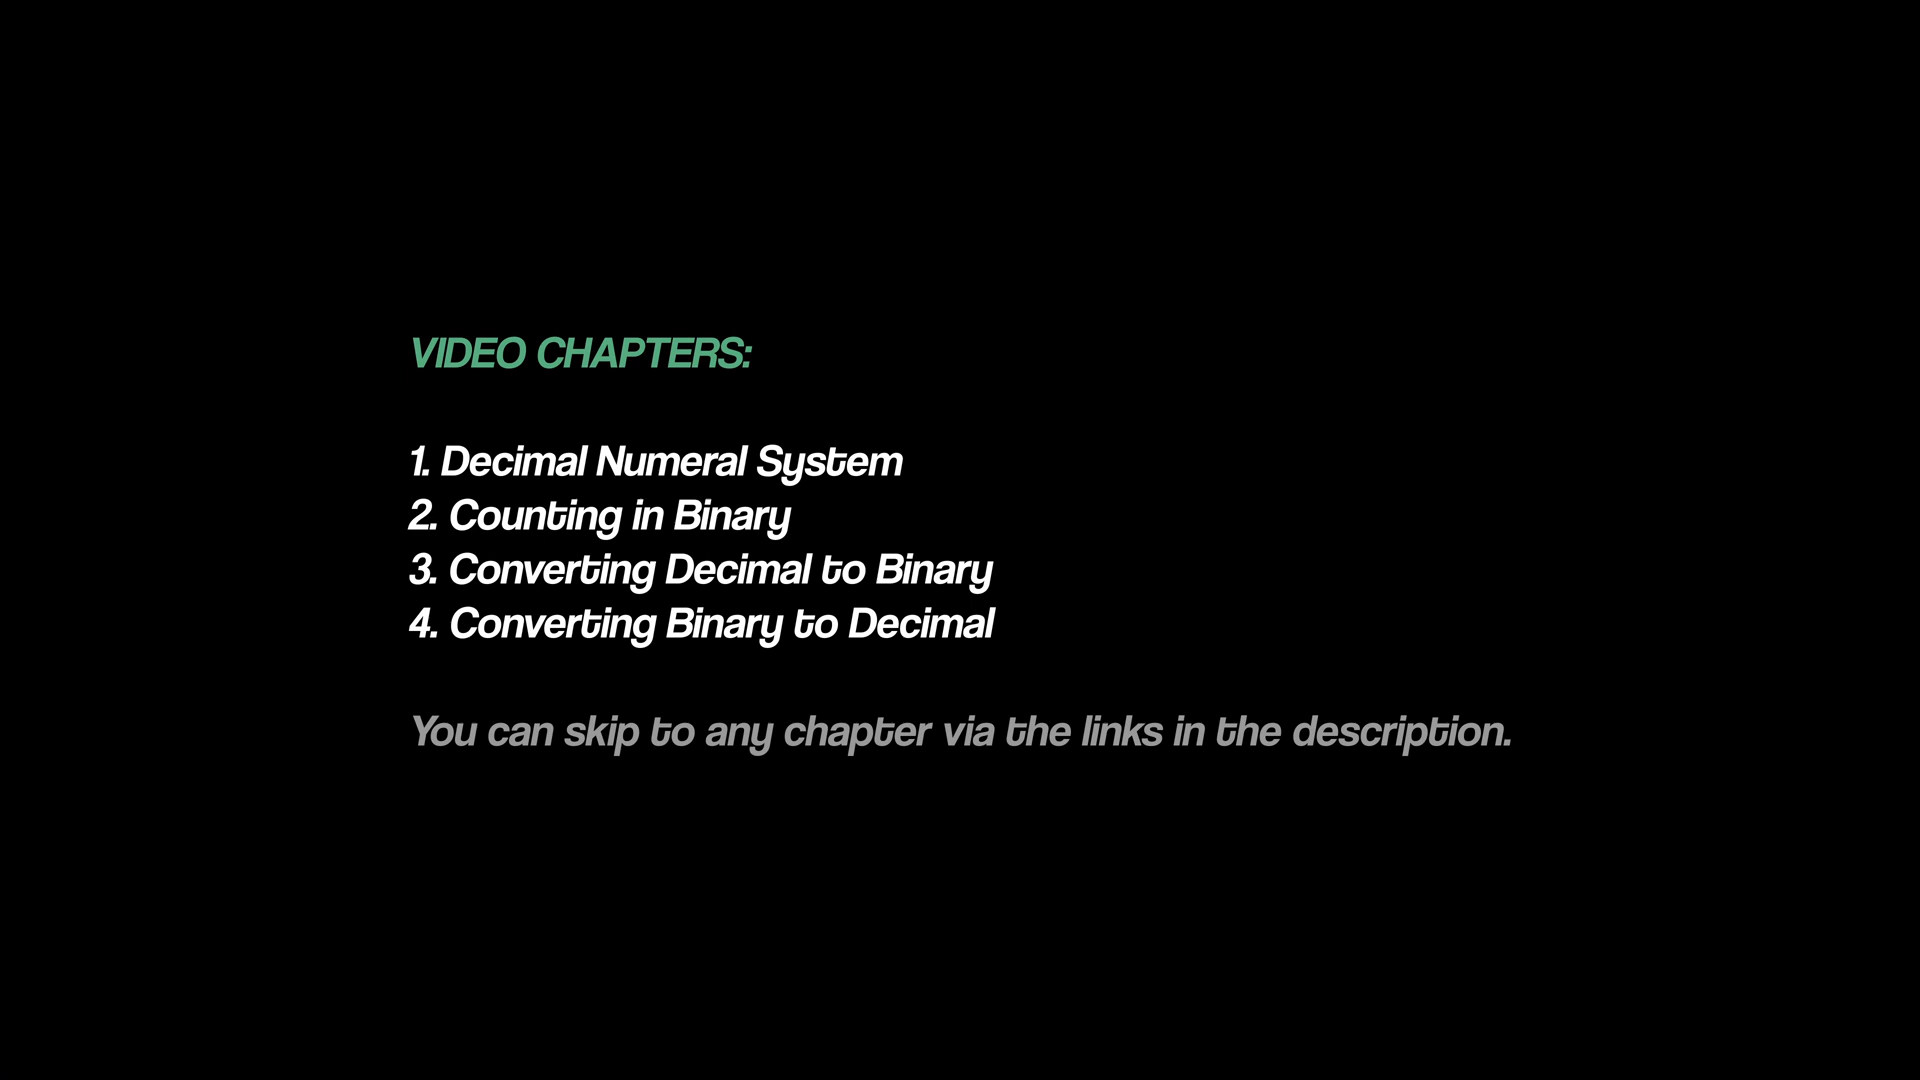 VIDEO CHAPTERS:
1. Decimal Numeral System
2. Counting in Binary
3. Converting Decimal to Binary
4. Converting Binary to Decimal
You can skip to any chapter via the links in the description.